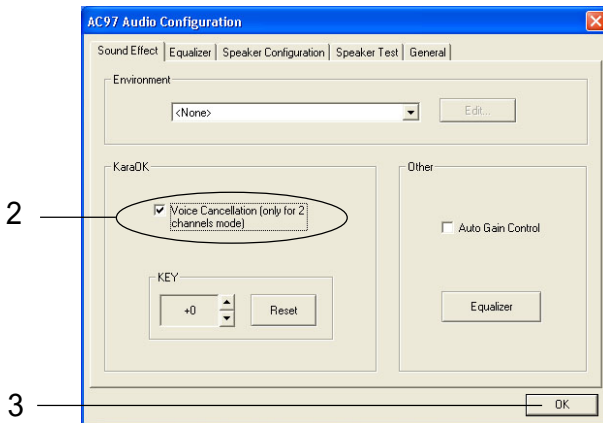 AC97 Audio Configuration
Sound Effect Equalizer Speaker Configuration Speaker Test General
Environment
<None>
Edit...
KaraOK
Other
2
Voice Cancellation (only for 2
channels mode)
Auto Gain Control
KEY
+0
Reset
Equalizer
3
OK